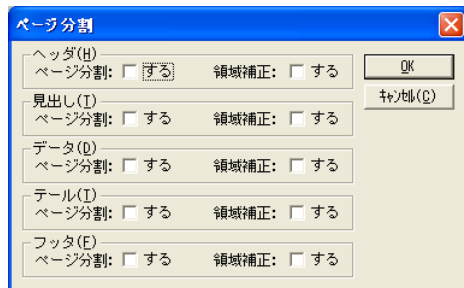 ページ分割
ヘッダ(H)
ページ分割: する 領域補正: する
OK
キャンセル(C)
見出し(I)
ページ分割: する 領域補正: する
データ(D)
ページ分割: する 領域補正: する
テール(T)
ページ分割: する 領域補正: する
フッタ(F)
ページ分割: する 領域補正: する